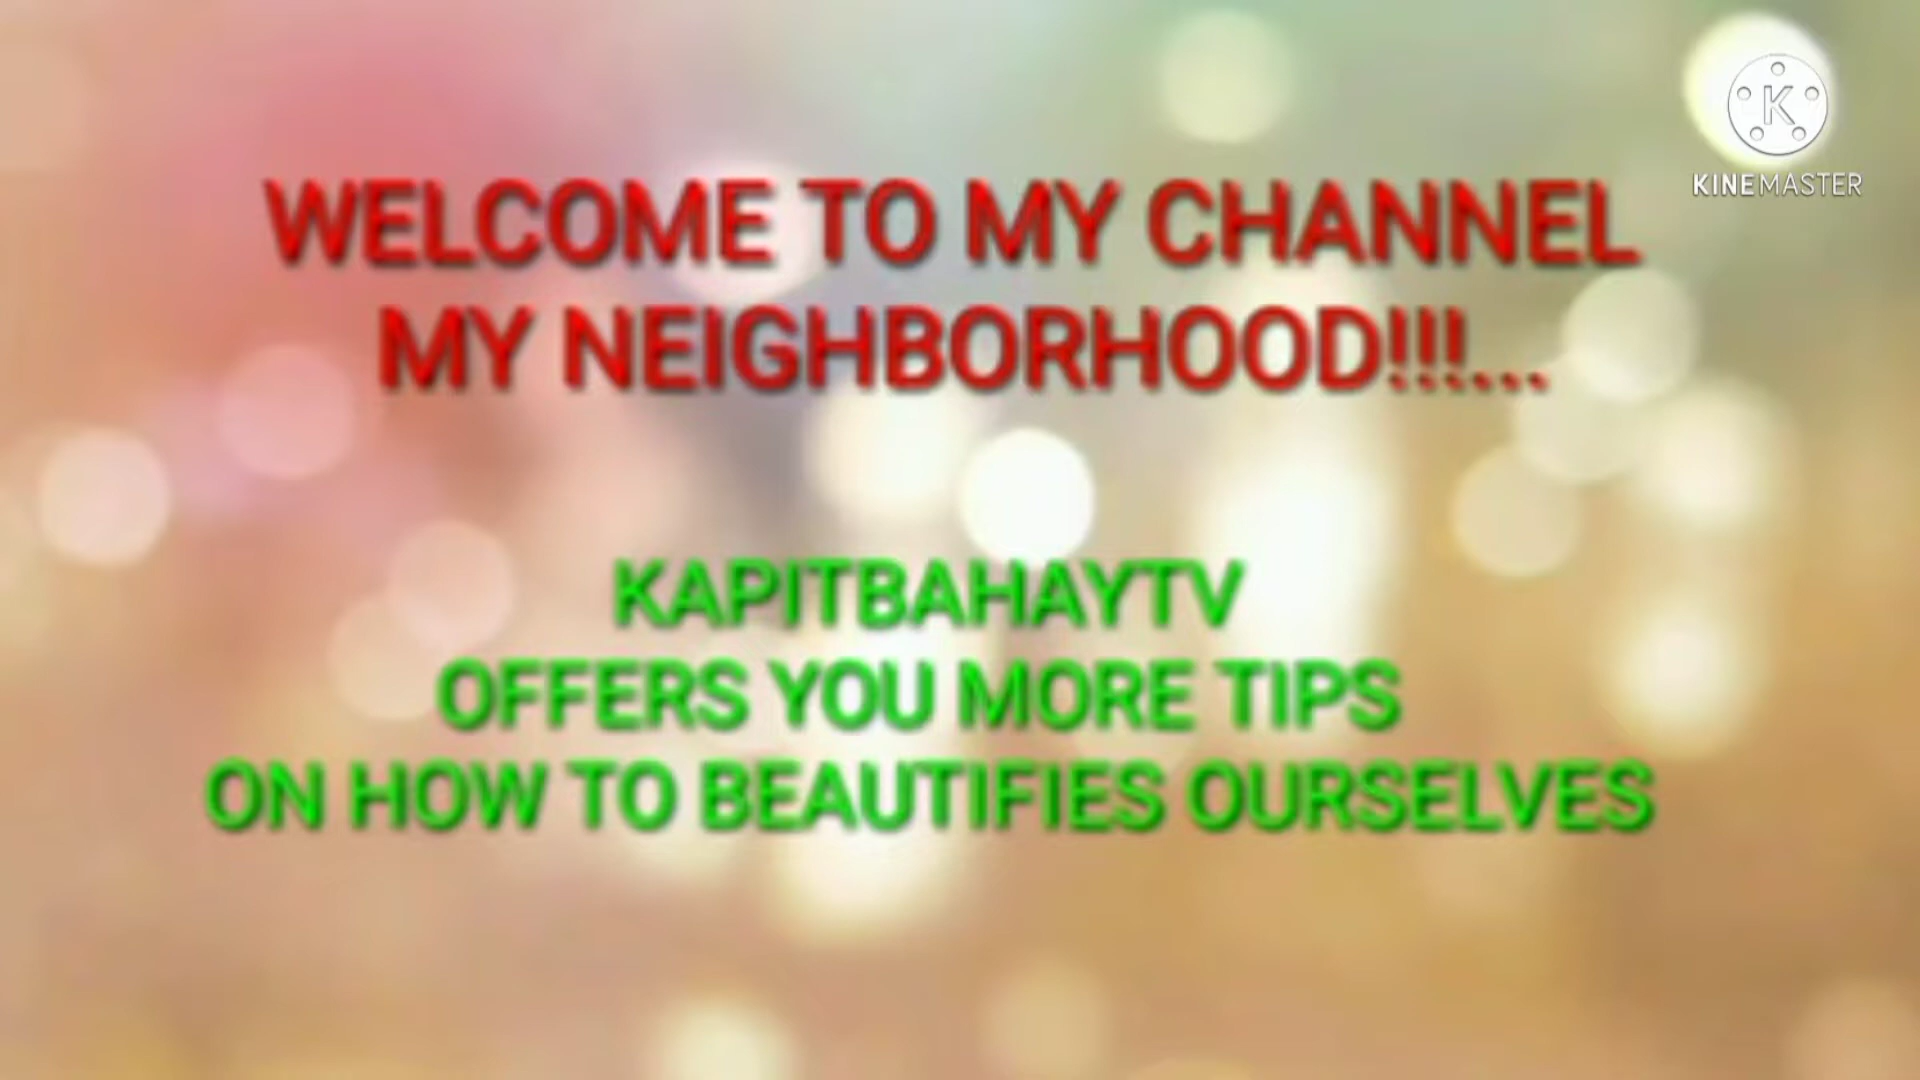 K
KINEMASTER
WELCOME TO MY CHANNEL
MY NEIGHBORHOOD!!!...
KAPITBAHAYTV
OFFERS YOU MORE TIPS
ON HOW TO BEAUTIFIES OURSELVES